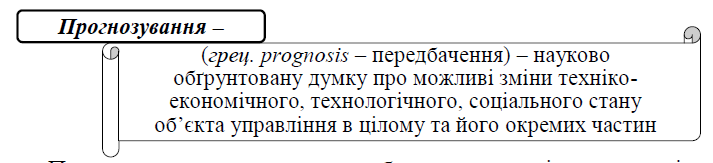 Прогнозування –
(грец. prognosis – передбачення) – науково
обґрунтовану думку про можливі зміни техніко-
економічного, технологічного, соціального стану
об’єкта управління в цілому та його окремих частин